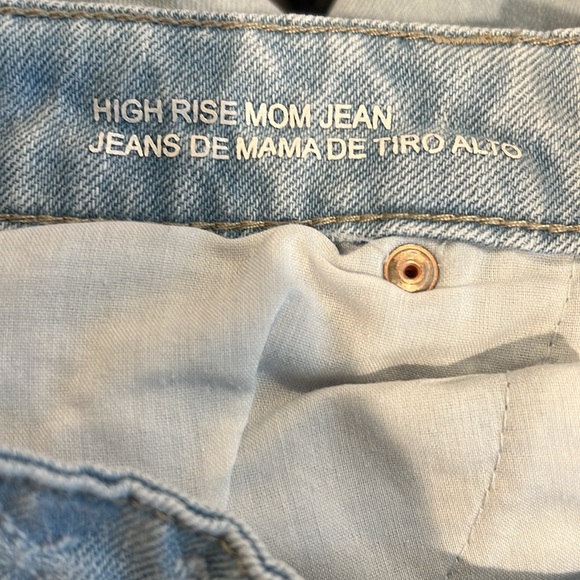 HIGH RISE MOM JEAN
JEANS DE MAMA DE TIRO ALTO